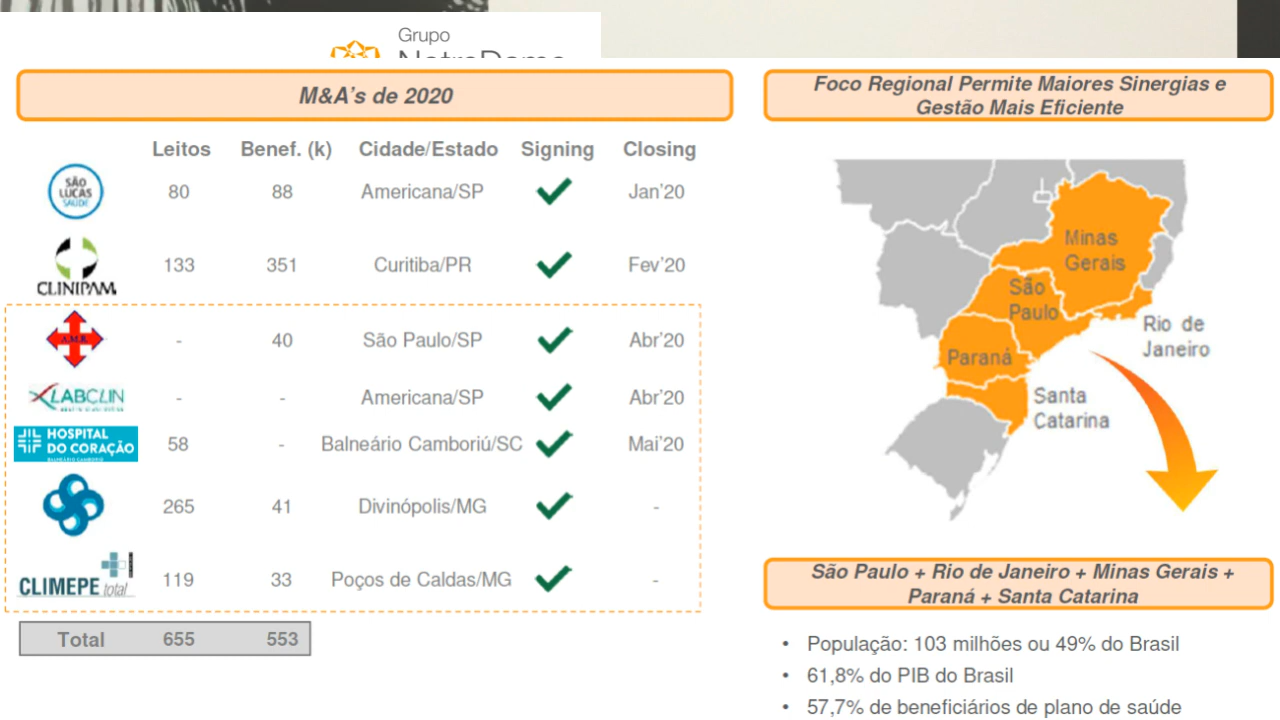 Grupo
M&A's de 2020
Leitos Benef. (k) Cidade/Estado Signing Closing
SÃO LUCAS SAÚDE 80 88 Americana/SP Jan'20
CLINIPAM 133 351 Curitiba/PR Fev'20
- 40 São Paulo/SP Abr'20
LABCLIN - - Americana/SP Abr'20
HOSPITAL DO CORAÇÃO BALNEÁRIO CAMBORIÚ 58 - Balneário Camboriú/SC Mai'20
265 41 Divinópolis/MG -
CLIMEPE total 119 33 Poços de Caldas/MG -
Total 655 553
Foco Regional Permite Maiores Sinergias e
Gestão Mais Eficiente
Minas
Gerais
São
Paulo
Rio de
Janeiro
Paraná
Santa
Catarina
São Paulo + Rio de Janeiro + Minas Gerais +
Paraná + Santa Catarina
• População: 103 milhões ou 49% do Brasil
• 61,8% do PIB do Brasil
• 57,7% de beneficiários de plano de saúde